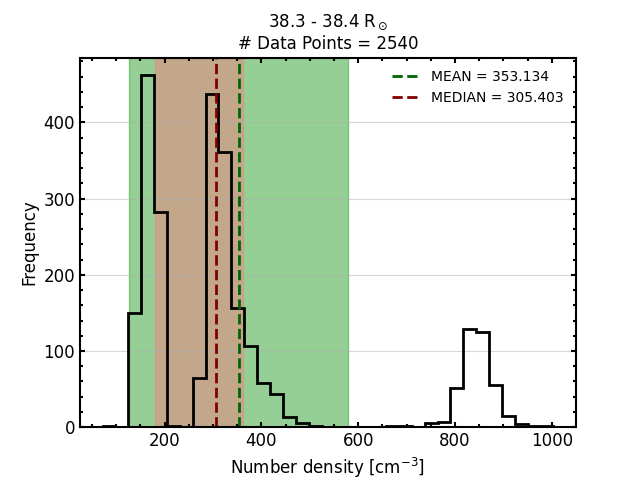 38.3 - 38.4 R⊙
# Data Points = 2540
MEAN = 353.134
MEDIAN = 305.403
Frequency
400
300
200
100
0
200 400 600 800 1000
Number density [cm⁻³]